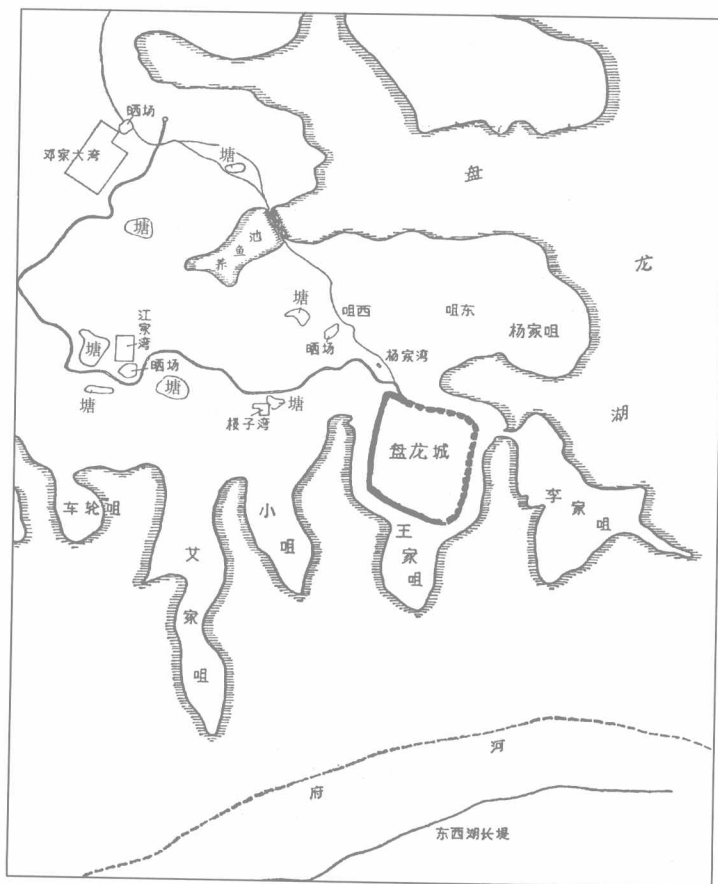 晒场
邓家大湾
塘
盘
塘
养鱼池
龙
塘
咀西
咀东
江家湾
杨家咀
塘
晒场
杨家湾
晒场
塘
塘
塘
湖
样子湾
盘龙城
车轮咀
小咀
李家咀
王家咀
艾家咀
府河
东西湖长堤